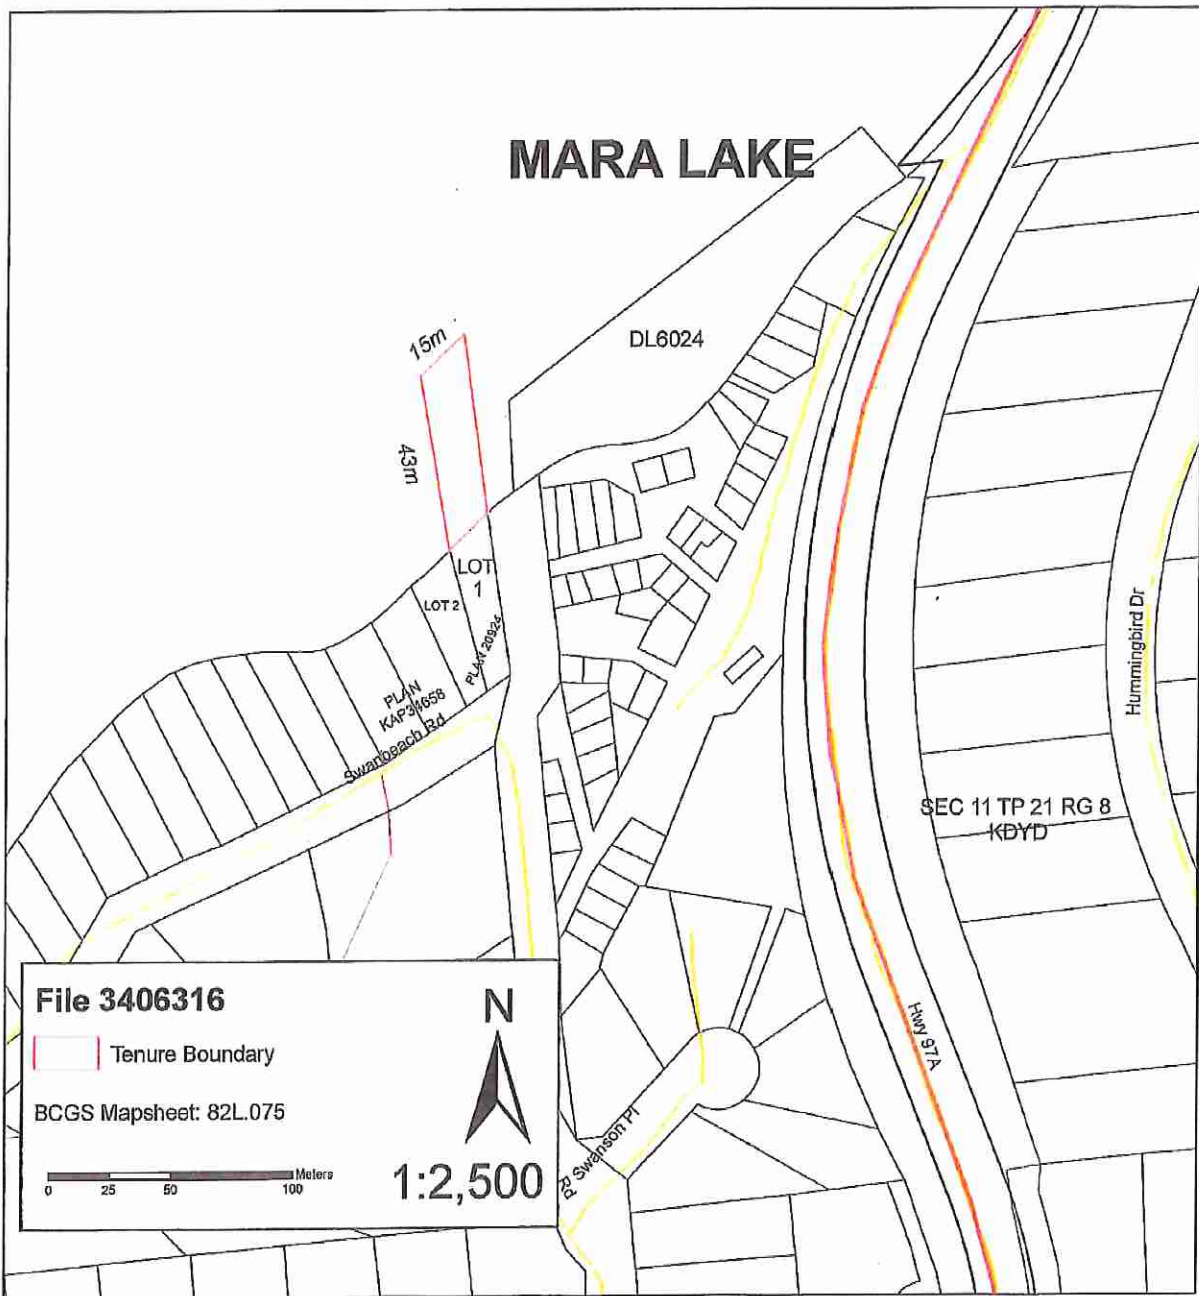 MARA LAKE
DL6024
15m
43m
LOT
1
LOT 2
PLAN 20924
PLAN
KAP31658
Swanbeach Rd
Hummingbird Dr
SEC 11 TP 21 RG 8
KDYD
Hwy 97A
Swanson Pl
Rd
File 3406316
Tenure Boundary
BCGS Mapsheet: 82L.075
N
0 25 50 100 Meters
1:2,500